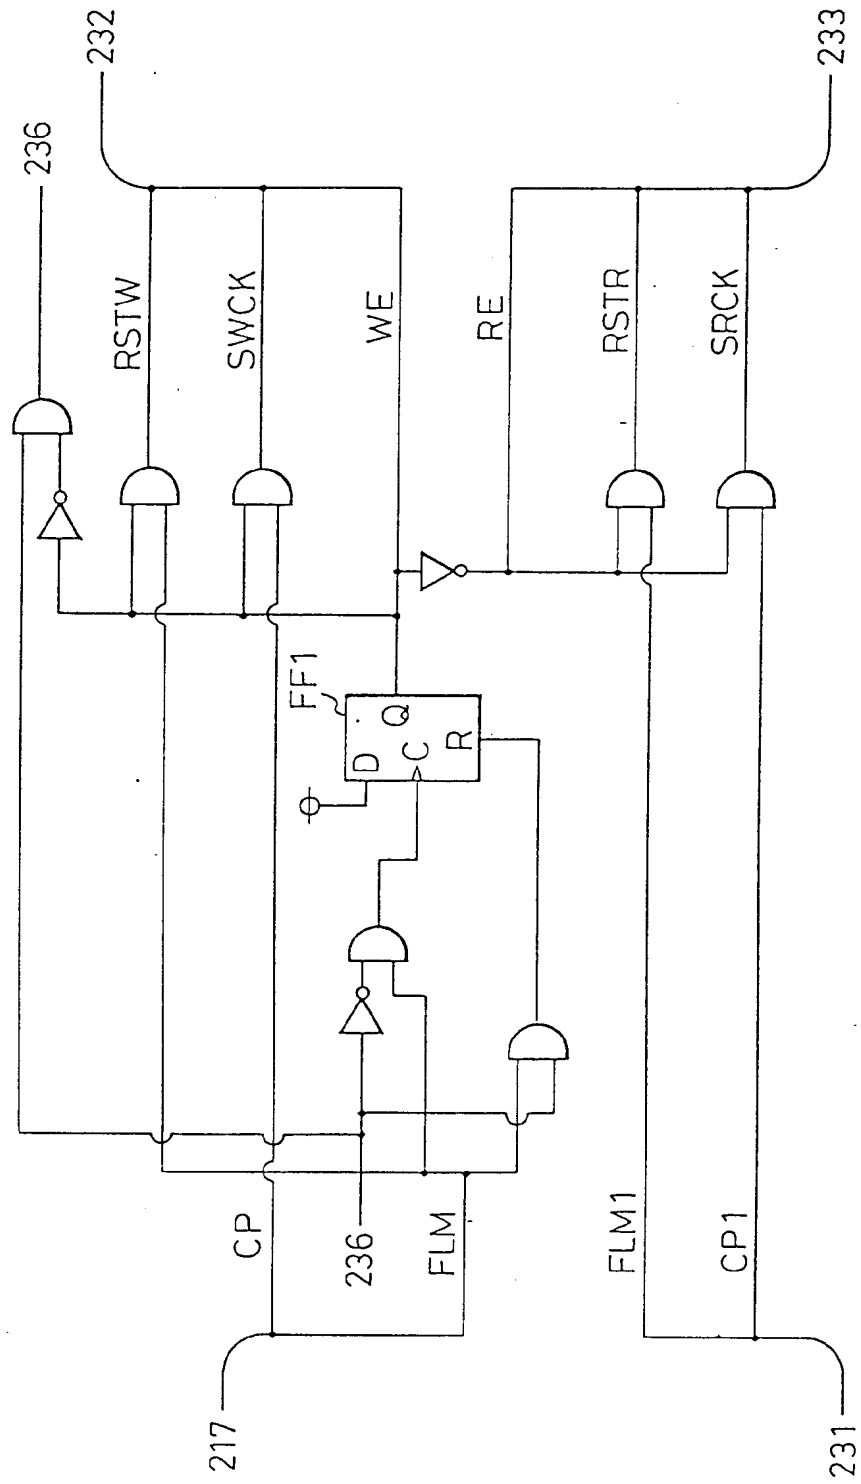 232
236
RSTW
SWCK
WE
RE
RSTR
SRCK
233
FF1
D
Q
C
R
217
CP
236
FLM
FLM1
CP1
231